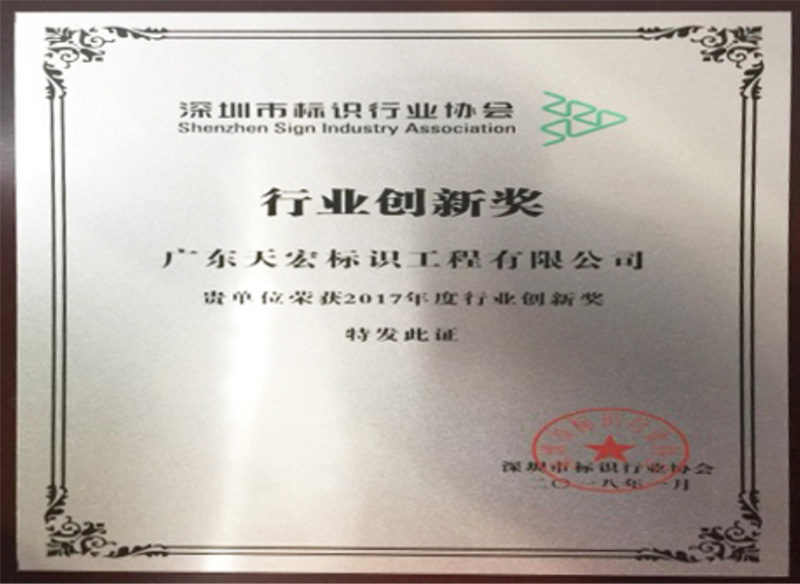 深圳市标识行业协会
Shenzhen Sign Industry Association
行业创新奖
广东天宏标识工程有限公司
贵单位荣获2017年度行业创新奖
特发此证
深圳市标识行业协会
二〇一八年一月